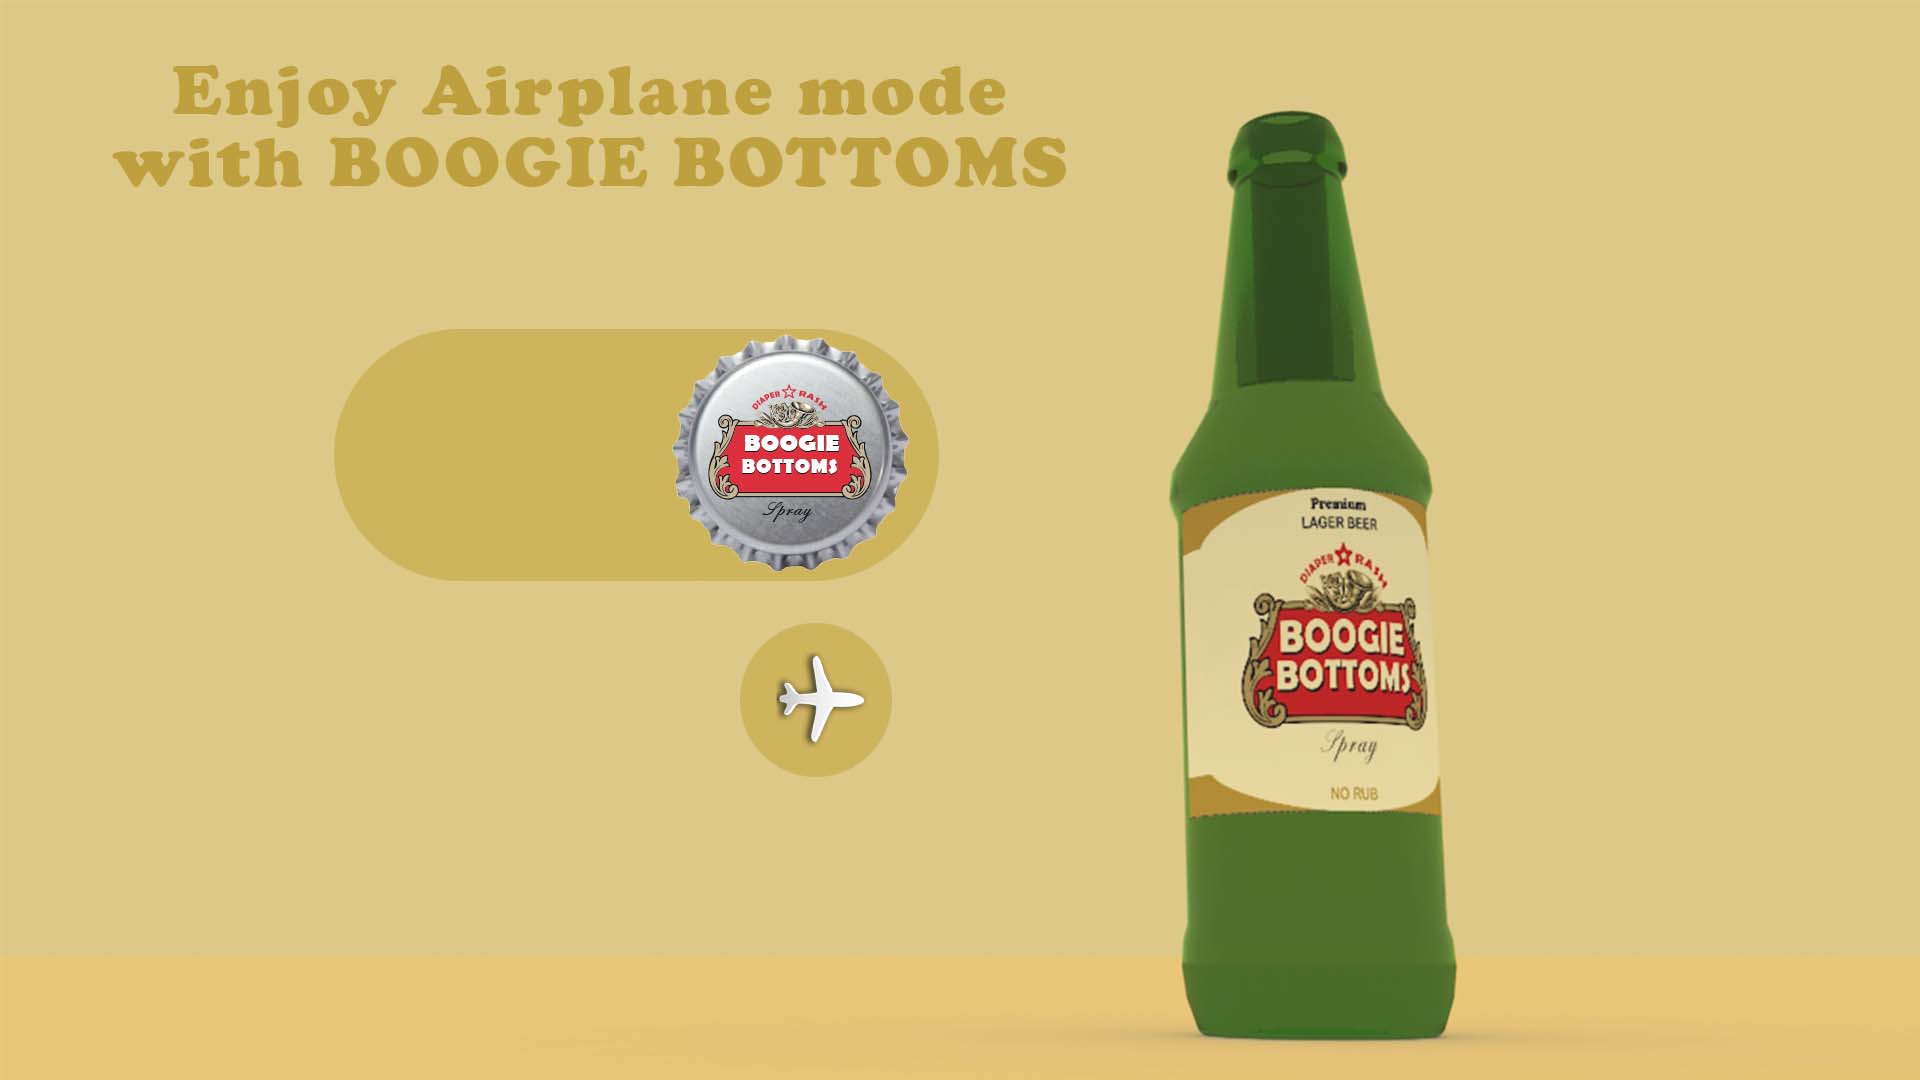 Enjoy Airplane mode
with BOOGIE BOTTOMS
DIAPER RASH
BOOGIE
BOTTOMS
Spray
Premium
LAGER BEER
DIAPER RASH
BOOGIE
BOTTOMS
Spray
NO RUB